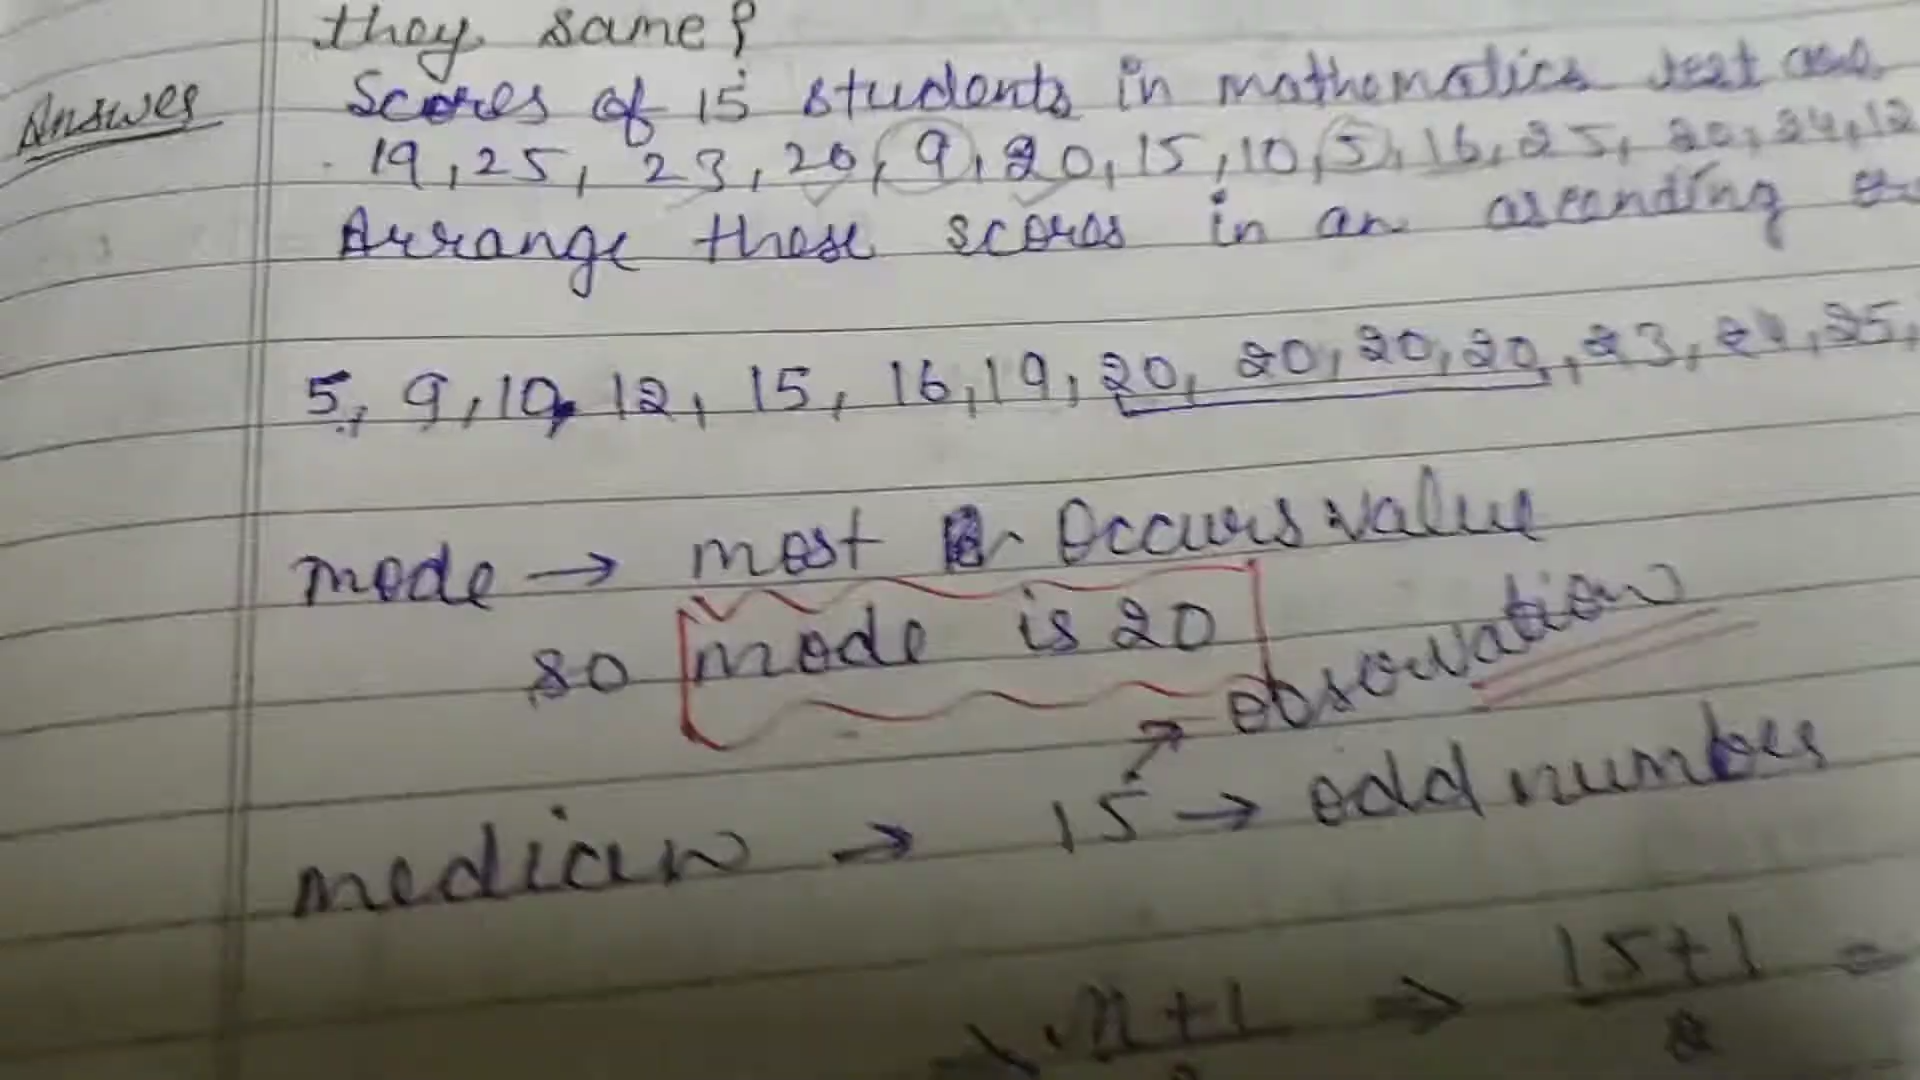 they same?
Answer
Scores of 15 students in mathematics test are
19, 25, 23, 20, 9, 20, 15, 10, 5, 16, 25, 20, 24, 12
Arrange these scores in an ascending
5, 9, 10, 12, 15, 16, 19, 20, 20, 20, 20, 23, 24, 25,
mode → most occurs value
so mode is 20
observation
median → 15 → odd number
→ n+1 ⇒ 15+1 =
2